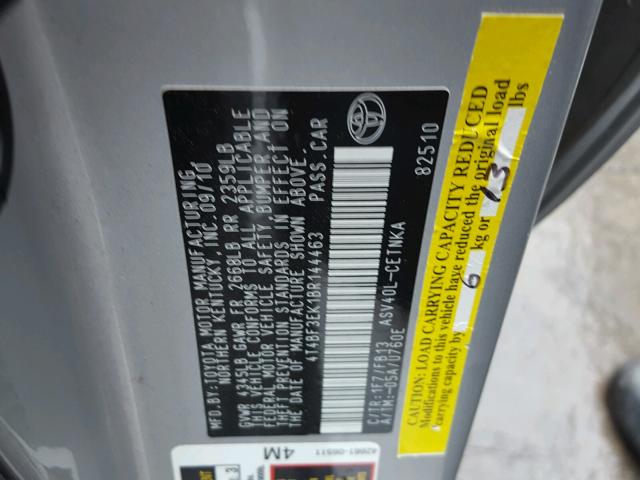 MFD.BY:TOYOTA MOTOR MANUFACTURING,
NORTHERN KENTUCKY, INC. 09/10
GVWR 4345LB GAWR FR 2668LB RR 2359LB
THIS VEHICLE CONFORMS TO ALL APPLICABLE
FEDERAL MOTOR VEHICLE SAFETY, BUMPER, AND
THEFT PREVENTION STANDARDS IN EFFECT ON
THE DATE OF MANUFACTURE SHOWN ABOVE.
4T4BF3EK1BR144463 PASS.CAR
C/TR:1F7/FB13 ASV40L-CETNKA
A/TM:-05A/U760E
82510
CAUTION: LOAD CARRYING CAPACITY REDUCED
Modifications to this vehicle have reduced the original load
carrying capacity by 6 kg or 13 lbs
42661-06511
4M
3